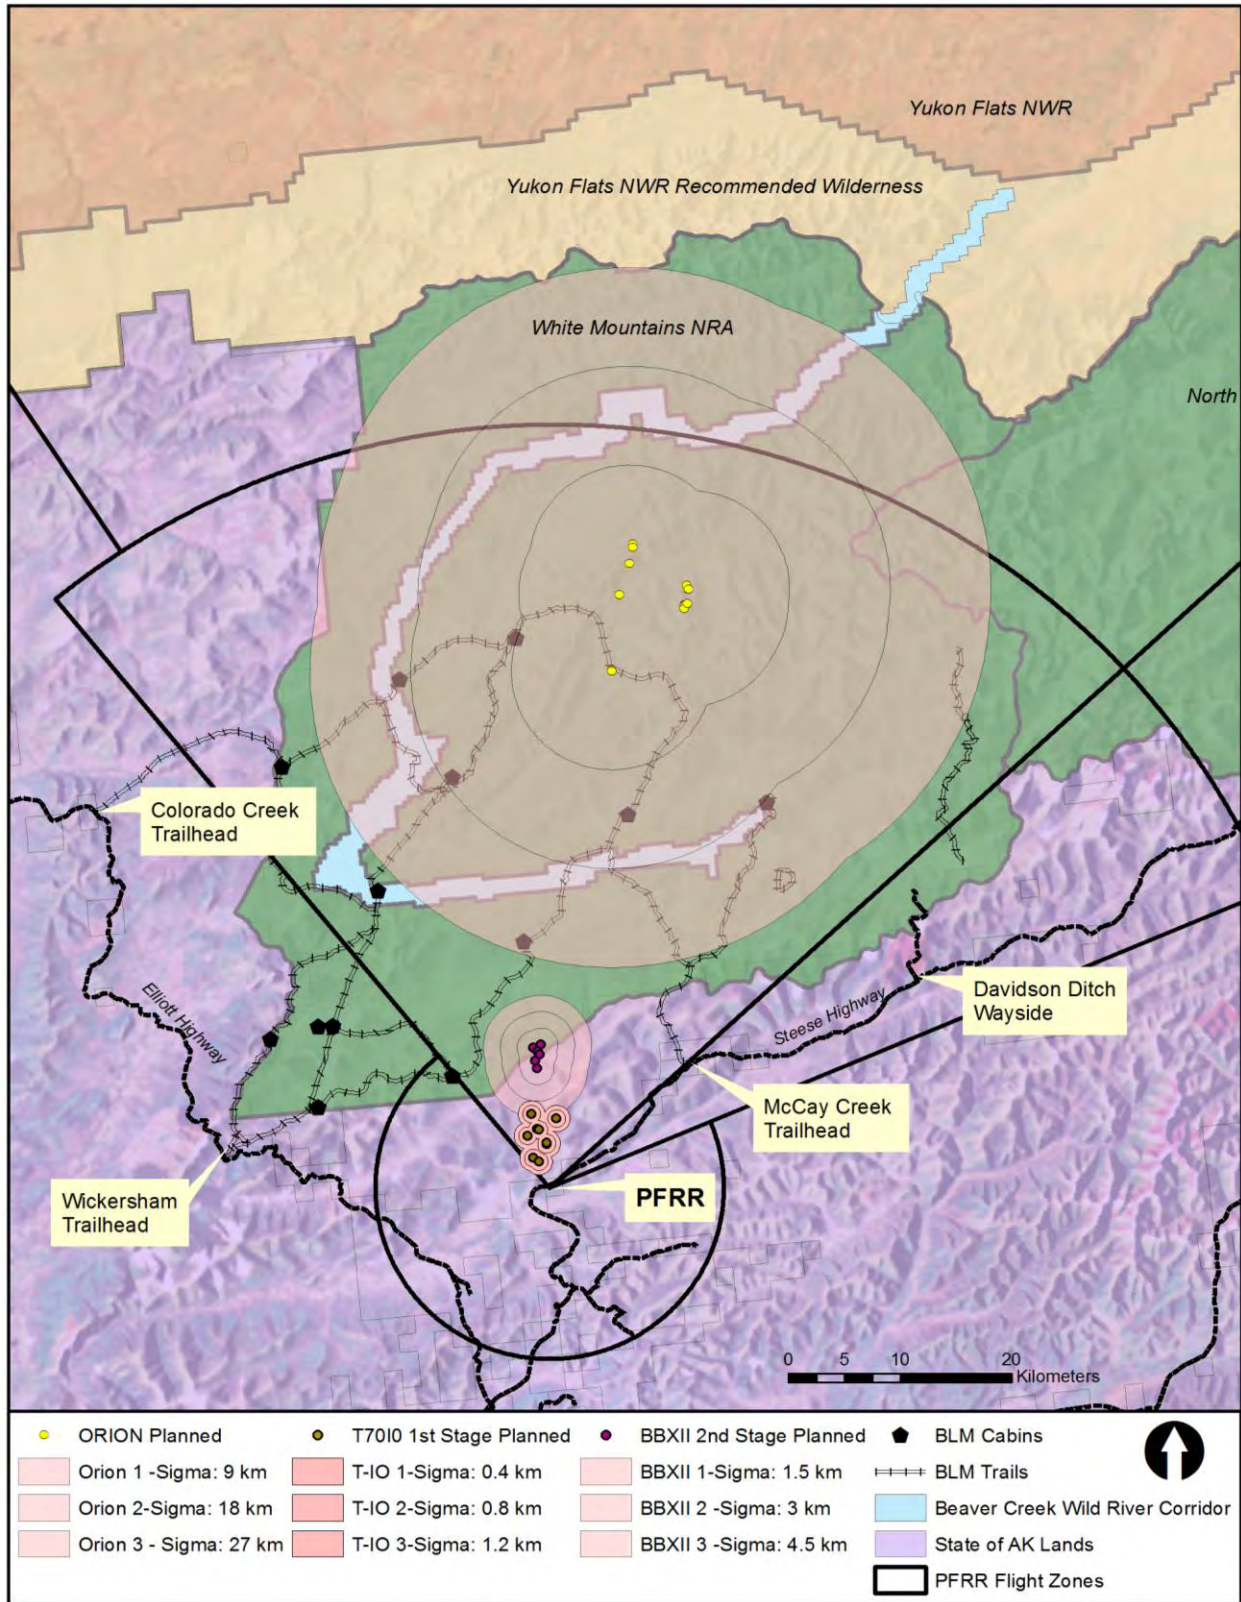 Yukon Flats NWR
Yukon Flats NWR Recommended Wilderness
White Mountains NRA
North
Colorado Creek
Trailhead
Elliott Highway
Steese Highway
Davidson Ditch
Wayside
McCay Creek
Trailhead
Wickersham
Trailhead
PFRR
0 5 10 20
Kilometers
ORION Planned
T70I0 1st Stage Planned
BBXII 2nd Stage Planned
BLM Cabins
Orion 1 -Sigma: 9 km
T-IO 1-Sigma: 0.4 km
BBXII 1-Sigma: 1.5 km
BLM Trails
Orion 2-Sigma: 18 km
T-IO 2-Sigma: 0.8 km
BBXII 2 -Sigma: 3 km
Beaver Creek Wild River Corridor
Orion 3 - Sigma: 27 km
T-IO 3-Sigma: 1.2 km
BBXII 3 -Sigma: 4.5 km
State of AK Lands
PFRR Flight Zones